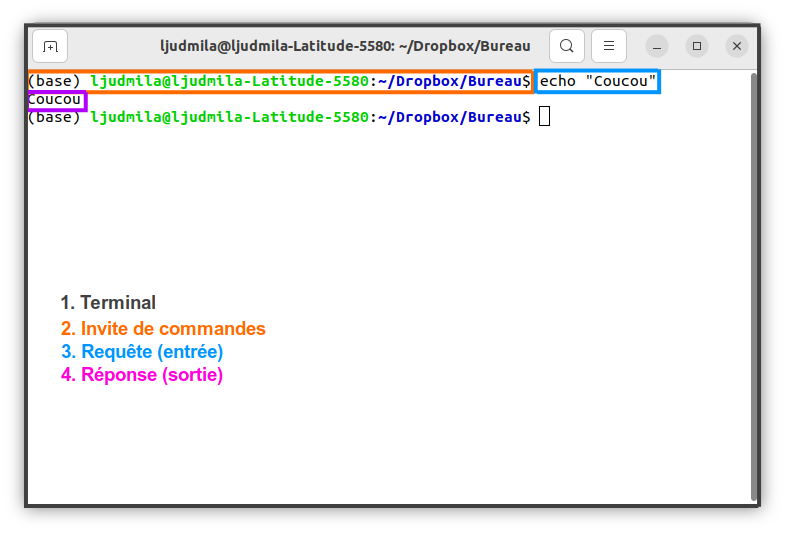 ljudmila@ljudmila-Latitude-5580: ~/Dropbox/Bureau
(base) ljudmila@ljudmila-Latitude-5580:~/Dropbox/Bureau$ echo "Coucou"
Coucou
(base) ljudmila@ljudmila-Latitude-5580:~/Dropbox/Bureau$
1. Terminal
2. Invite de commandes
3. Requête (entrée)
4. Réponse (sortie)